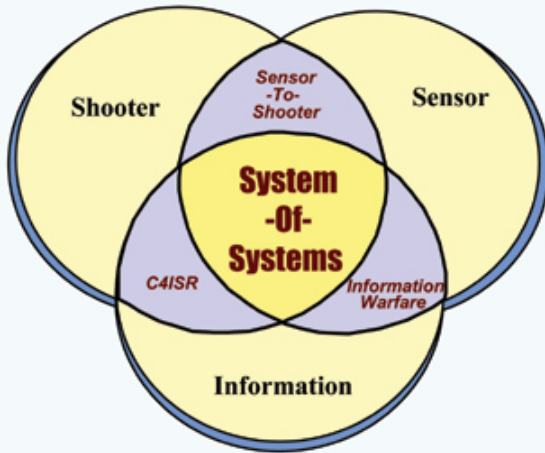 Sensor
-To-
Shooter
Shooter
Sensor
System
-Of-
Systems
C4ISR
Information
Warfare
Information